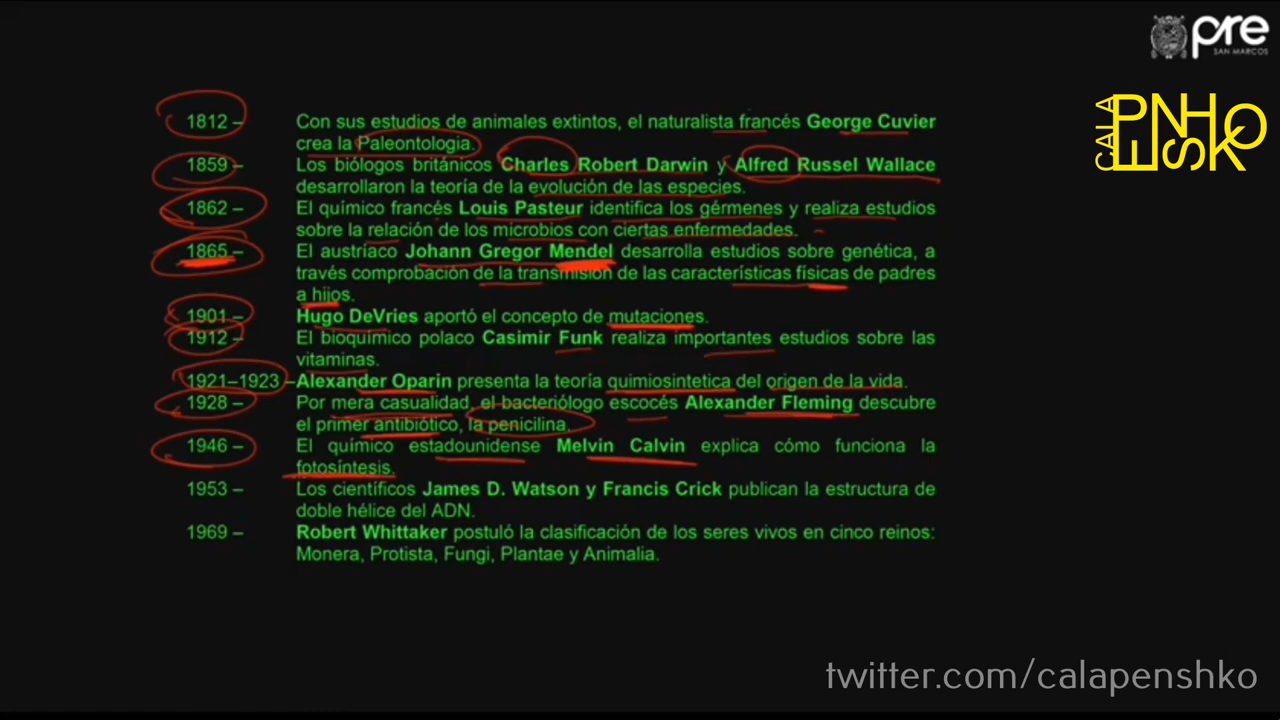 pre
SAN MARCOS
CALA
PENSHKO
1812 – Con sus estudios de animales extintos, el naturalista francés George Cuvier
crea la Paleontologia.
1859 – Los biólogos británicos Charles Robert Darwin y Alfred Russel Wallace
desarrollaron la teoría de la evolución de las especies.
1862 – El químico francés Louis Pasteur identifica los gérmenes y realiza estudios
sobre la relación de los microbios con ciertas enfermedades.
1865 – El austríaco Johann Gregor Mendel desarrolla estudios sobre genética, a
través comprobación de la transmisión de las características físicas de padres
a hijos.
1901 – Hugo DeVries aportó el concepto de mutaciones.
1912 – El bioquímico polaco Casimir Funk realiza importantes estudios sobre las
vitaminas.
1921–1923 –Alexander Oparin presenta la teoría quimiosintetica del origen de la vida.
1928 – Por mera casualidad, el bacteriólogo escocés Alexander Fleming descubre
el primer antibiótico, la penicilina.
1946 – El químico estadounidense Melvin Calvin explica cómo funciona la
fotosíntesis.
1953 – Los científicos James D. Watson y Francis Crick publican la estructura de
doble hélice del ADN.
1969 – Robert Whittaker postuló la clasificación de los seres vivos en cinco reinos:
Monera, Protista, Fungi, Plantae y Animalia.
twitter.com/calapenshko